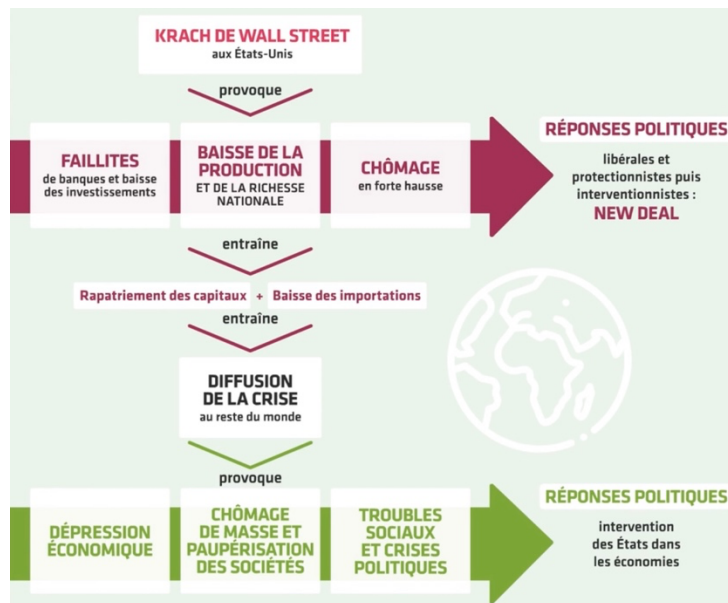 KRACH DE WALL STREET
aux États-Unis
provoque
FAILLITES
de banques et baisse
des investissements
BAISSE DE LA
PRODUCTION
ET DE LA RICHESSE
NATIONALE
CHÔMAGE
en forte hausse
RÉPONSES POLITIQUES
libérales et
protectionnistes puis
interventionnistes :
NEW DEAL
entraîne
Rapatriement des capitaux + Baisse des importations
entraîne
DIFFUSION
DE LA CRISE
au reste du monde
provoque
DÉPRESSION
ÉCONOMIQUE
CHÔMAGE
DE MASSE ET
PAUPÉRISATION
DES SOCIÉTÉS
TROUBLES
SOCIAUX
ET CRISES
POLITIQUES
RÉPONSES POLITIQUES
intervention
des États dans
les économies